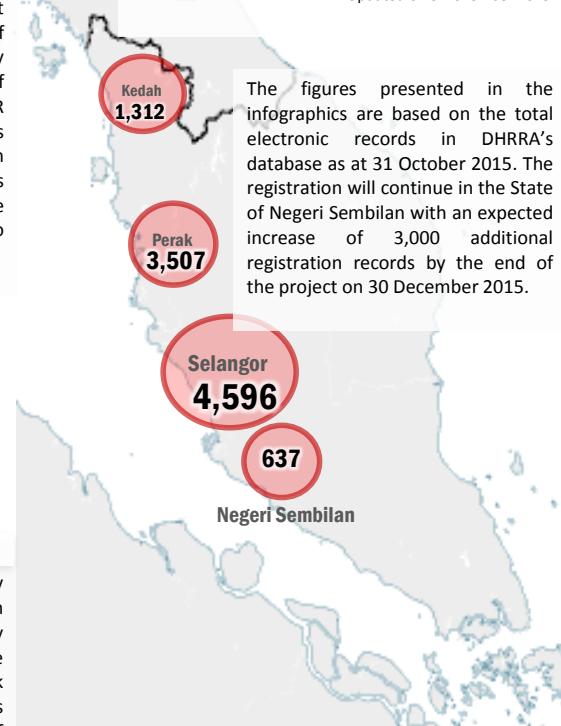 Kedah
1,312
The figures presented in the
infographics are based on the total
electronic records in DHRRA’s
database as at 31 October 2015. The
registration will continue in the State
of Negeri Sembilan with an expected
increase of 3,000 additional
registration records by the end of
the project on 30 December 2015.
Perak
3,507
Selangor
4,596
637
Negeri Sembilan